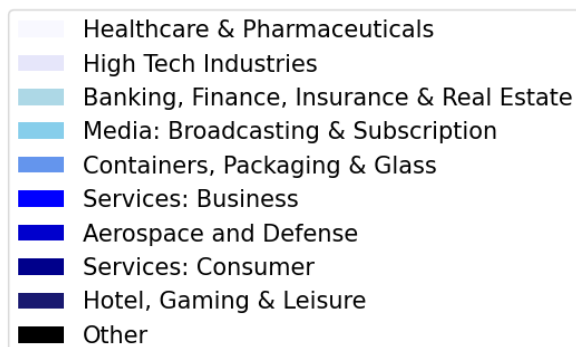 Healthcare & Pharmaceuticals
High Tech Industries
Banking, Finance, Insurance & Real Estate
Media: Broadcasting & Subscription
Containers, Packaging & Glass
Services: Business
Aerospace and Defense
Services: Consumer
Hotel, Gaming & Leisure
Other